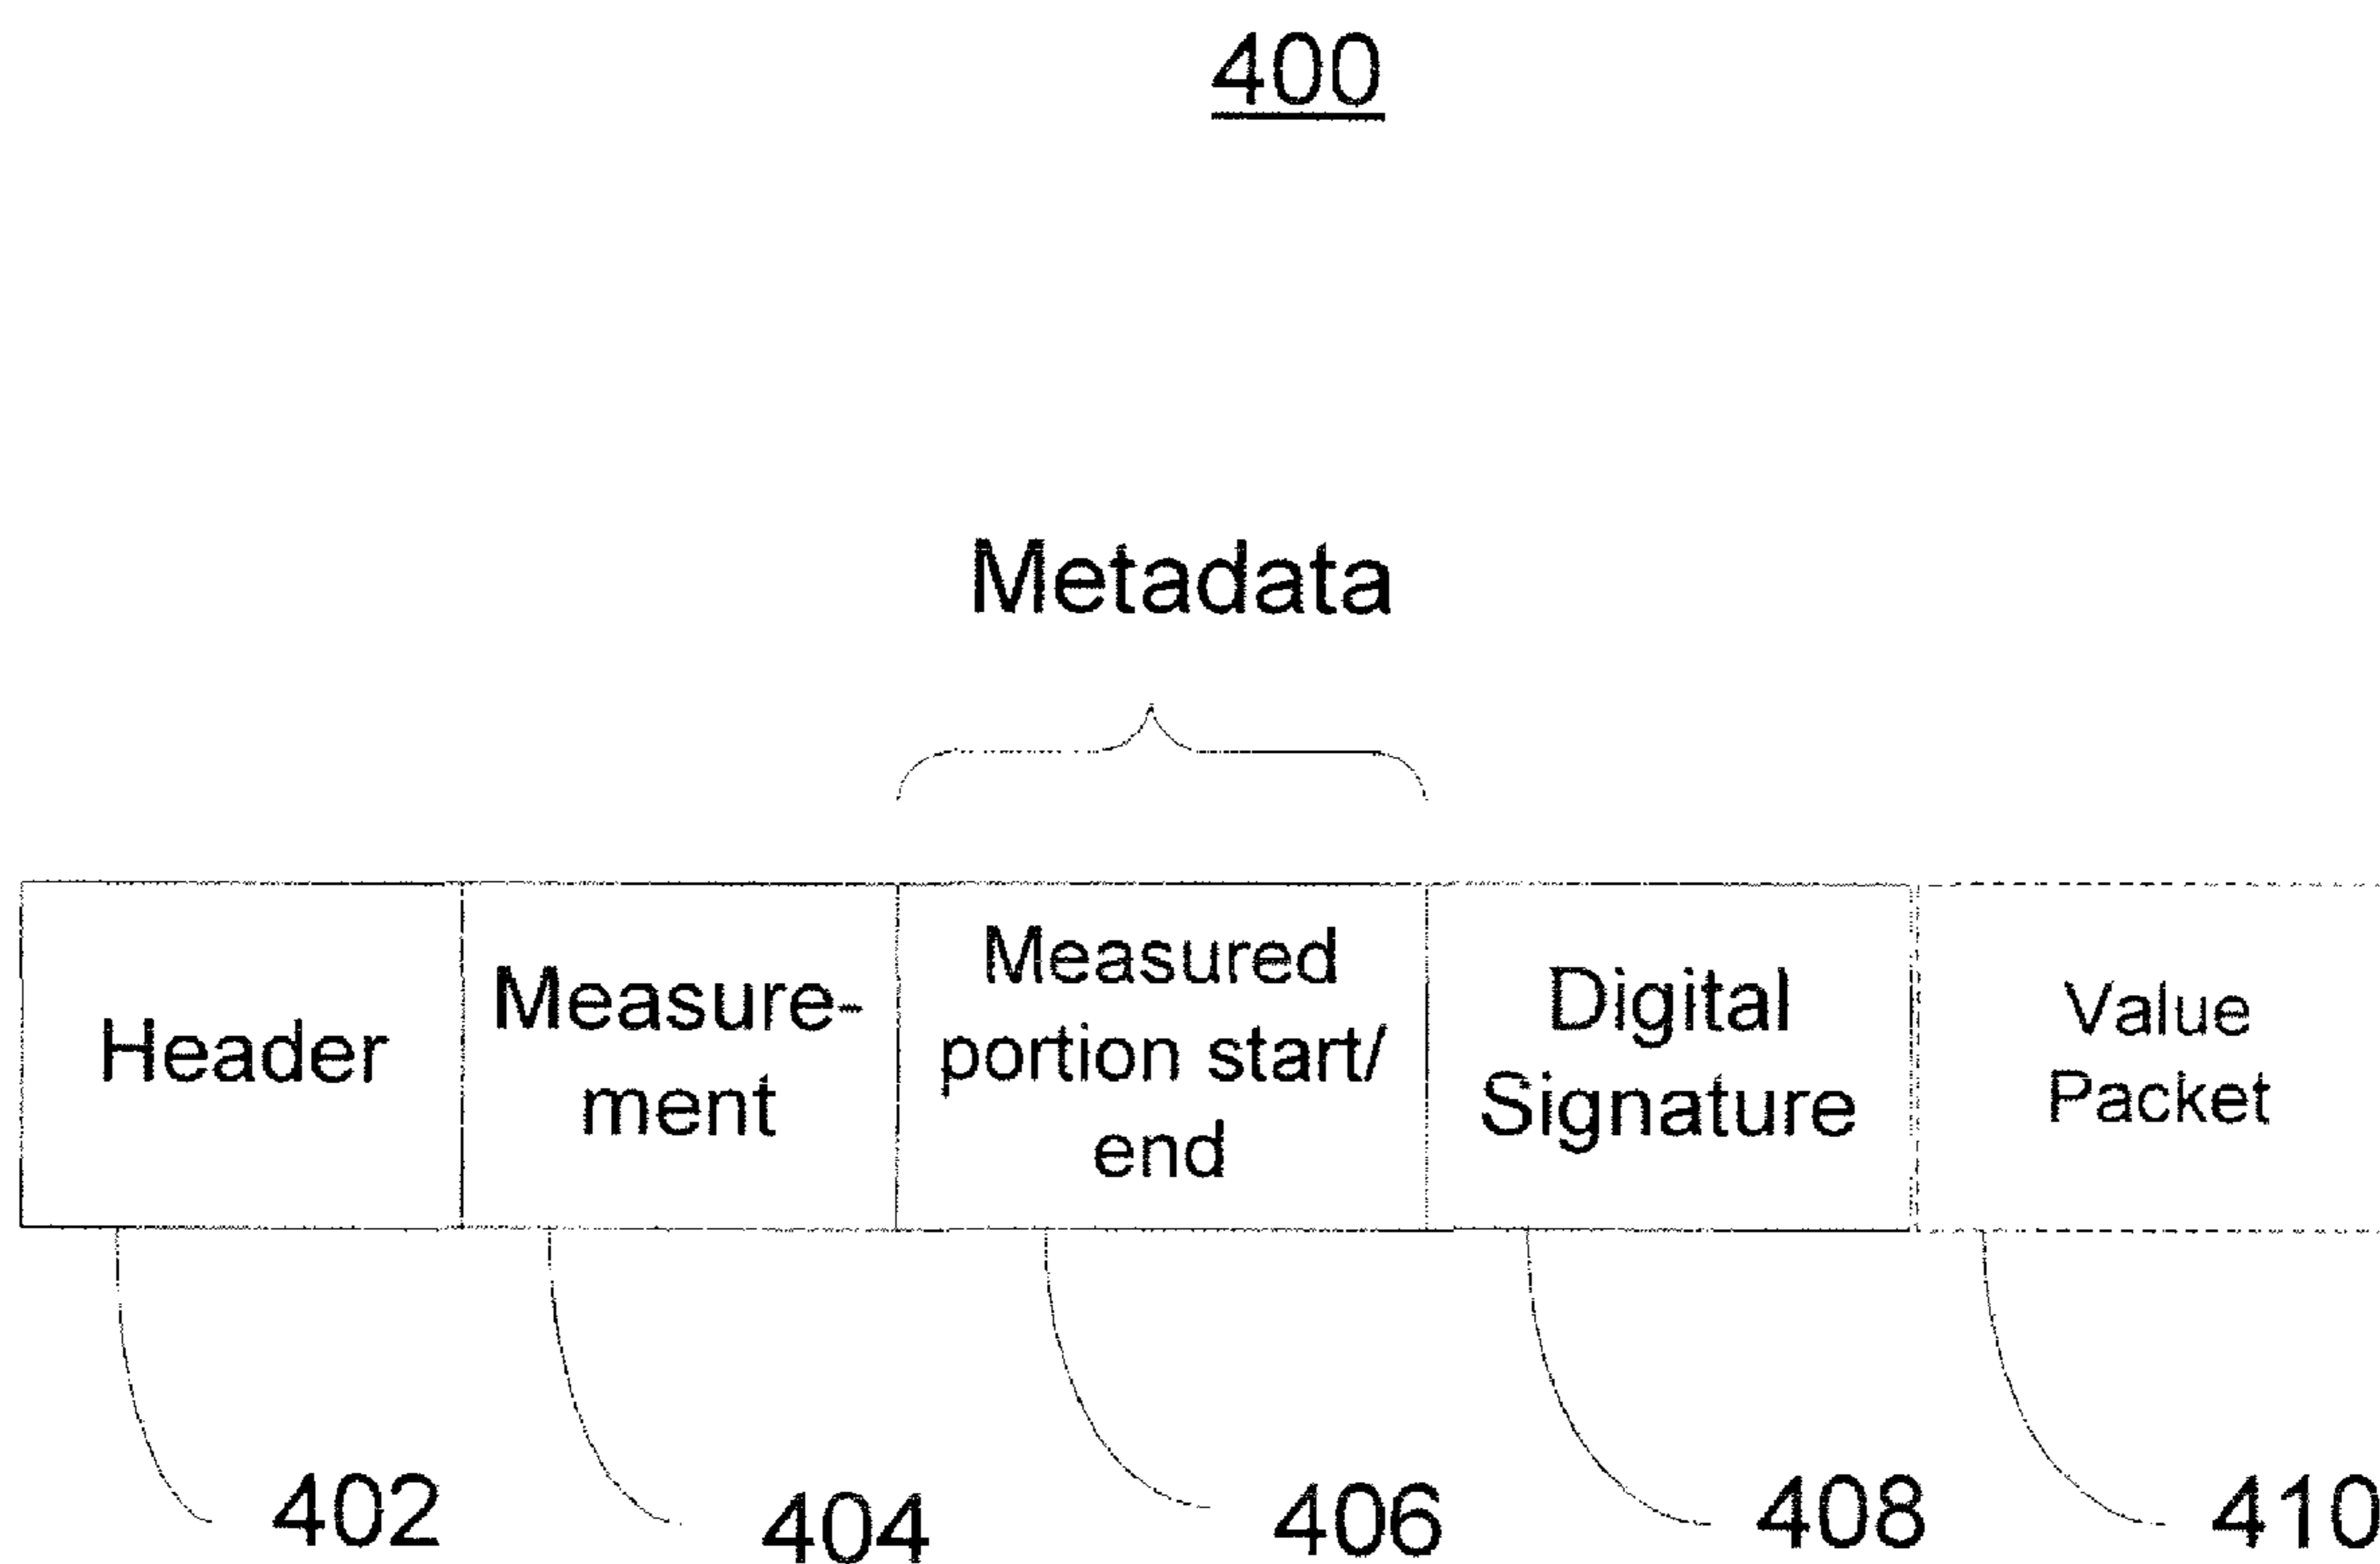 400
Metadata
Header
Measure-
ment
Measured
portion start/
end
Digital
Signature
Value
Packet
402
404
406
408
410